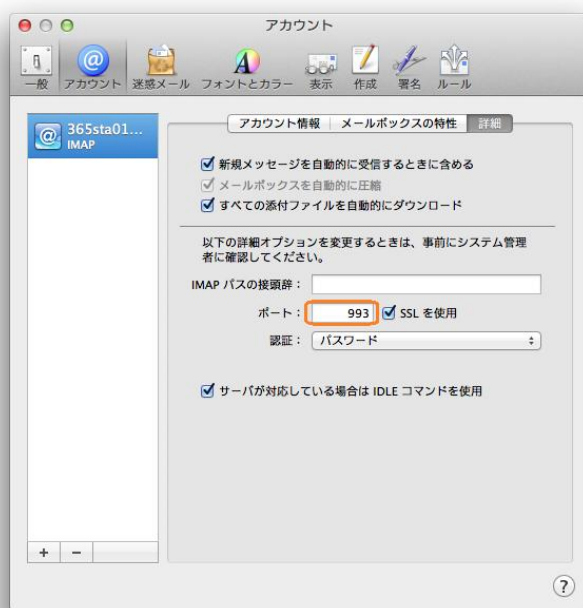 アカウント
一般 アカウント 迷惑メール フォントとカラー 表示 作成 署名 ルール
365sta01...
IMAP
アカウント情報 メールボックスの特性 詳細
新規メッセージを自動的に受信するときに含める
メールボックスを自動的に圧縮
すべての添付ファイルを自動的にダウンロード
以下の詳細オプションを変更するときは、事前にシステム管理
者に確認してください。
IMAP パスの接頭辞：
ポート： 993 SSL を使用
認証： パスワード
サーバが対応している場合は IDLE コマンドを使用
+ −
?